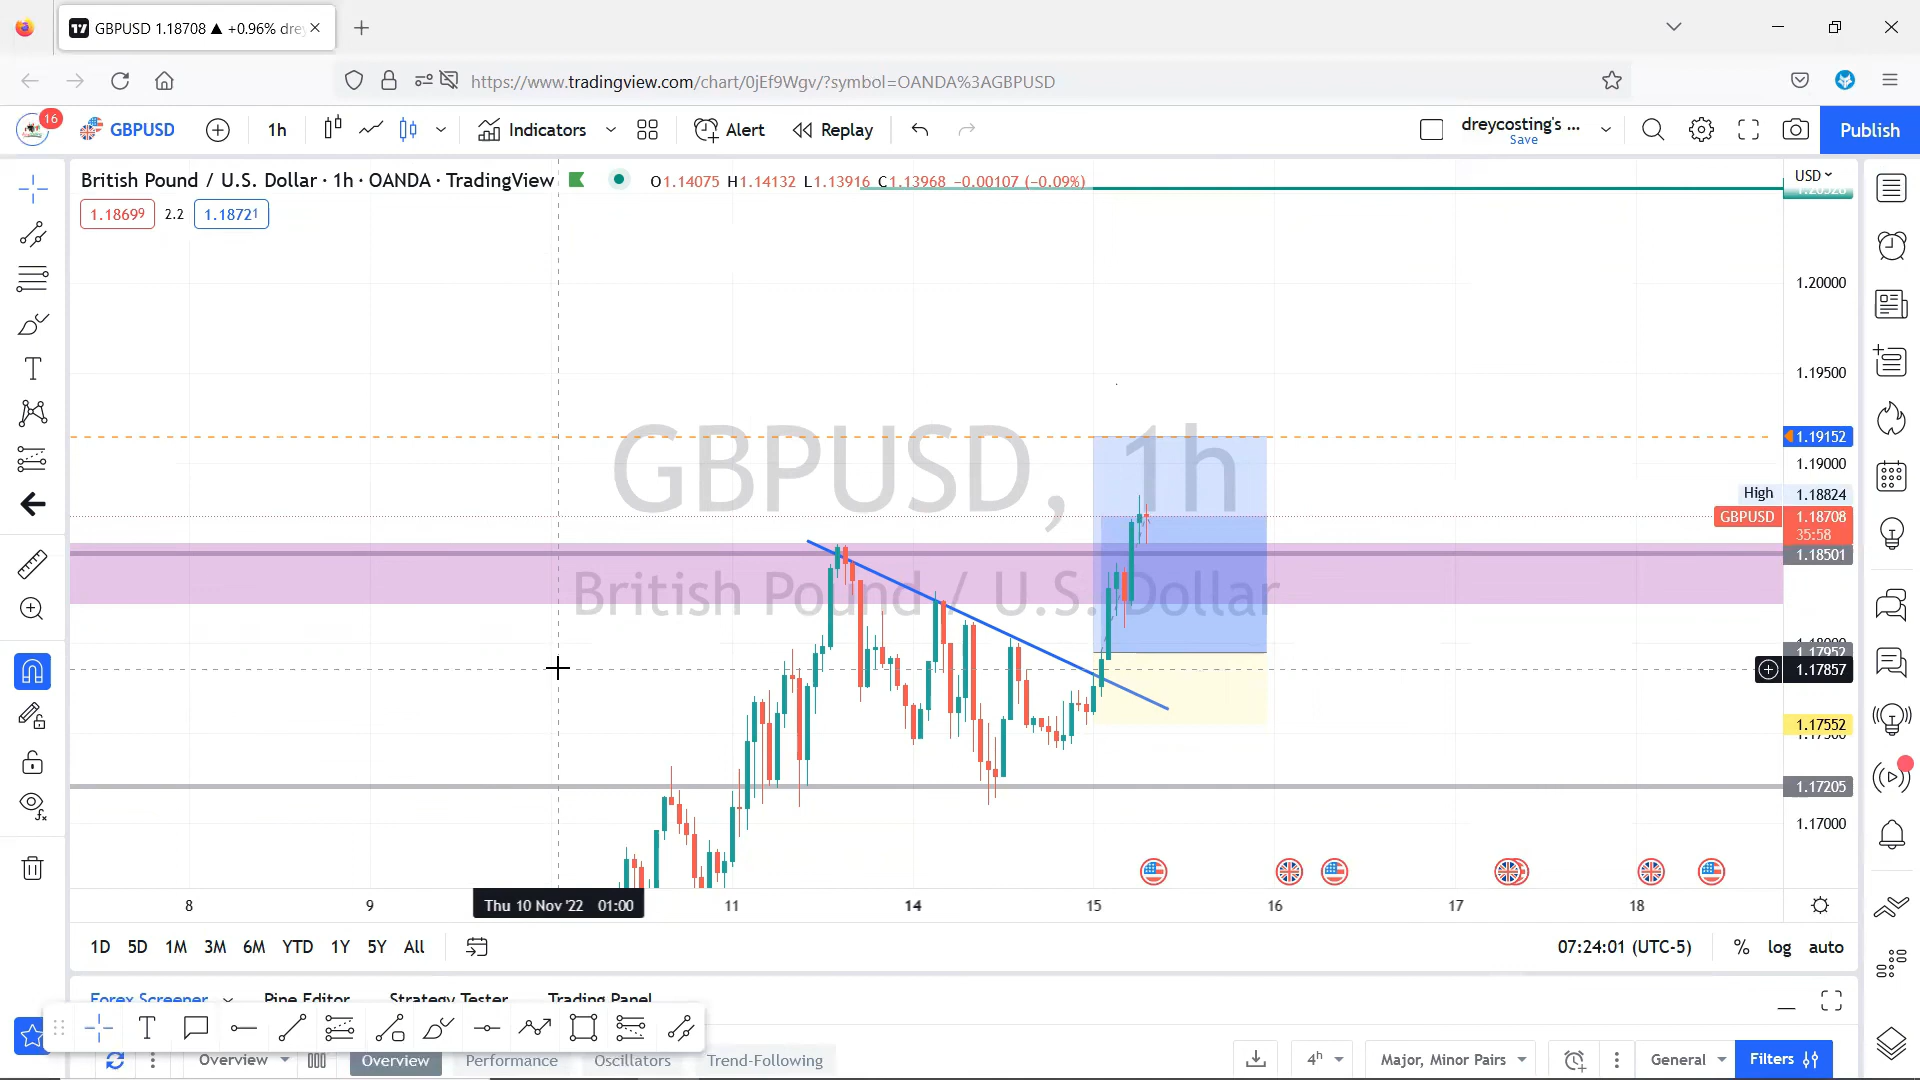 GBPUSD 1.18708 ▲ +0.96% drey
https://www.tradingview.com/chart/0jEf9Wgv/?symbol=OANDA%3AGBPUSD
16
GBPUSD
1h
Indicators
Alert
Replay
dreycosting's ...
Save
Publish
British Pound / U.S. Dollar · 1h · OANDA · TradingView
O1.14075 H1.14132 L1.13916 C1.13968 −0.00107 (−0.09%)
USD
1.18699
2.2
1.18721
1.20000
1.19500
1.19152
1.19000
High 1.18824
GBPUSD 1.18708
35:58
1.18501
GBPUSD, 1h
British Pound / U.S. Dollar
1.17952
1.17857
1.17552
1.17205
1.17000
8
9
Thu 10 Nov '22 01:00
11
14
15
16
17
18
1D 5D 1M 3M 6M YTD 1Y 5Y All
07:24:01 (UTC-5)
% log auto
Forex Screener
Pine Editor
Strategy Tester
Trading Panel
Overview
Overview
Performance
Oscillators
Trend-Following
4h
Major, Minor Pairs
General
Filters